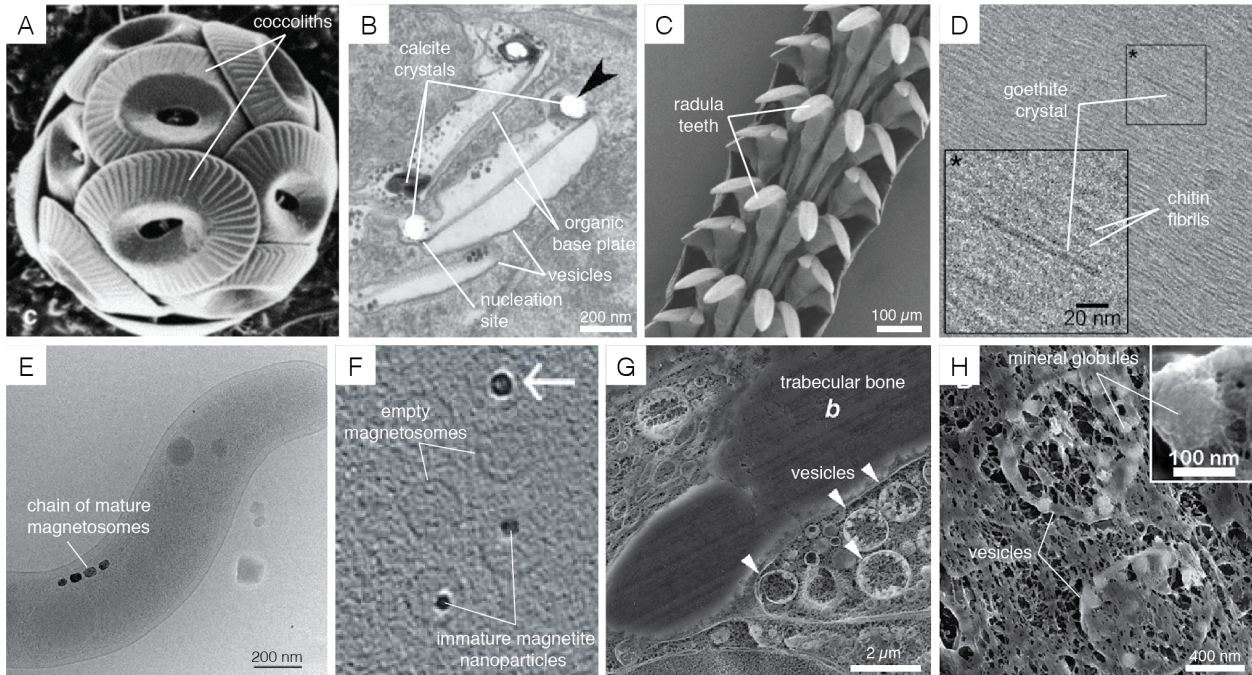 A
coccoliths
c
B
calcite
crystals
organic
base plate
vesicles
nucleation
site
200 nm
C
radula
teeth
100 µm
D
*
goethite
crystal
*
chitin
fibrils
20 nm
E
chain of mature
magnetosomes
200 nm
F
empty
magnetosomes
immature magnetite
nanoparticles
G
trabecular bone
b
vesicles
2 µm
H
mineral globules
100 nm
vesicles
400 nm